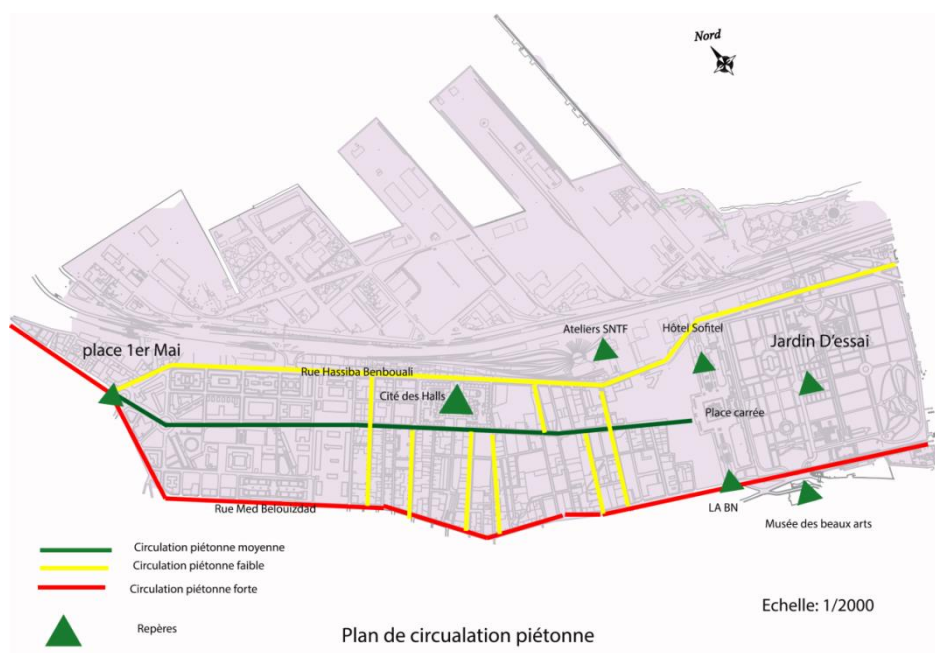 Nord
Ateliers SNTF
Hôtel Sofitel
place 1er Mai
Jardin D'essai
Rue Hassiba Benbouali
Cité des Halls
Place carrée
Rue Med Belouizdad
LA BN
Musée des beaux arts
Circulation piétonne moyenne
Circulation piétonne faible
Circulation piétonne forte
Repères
Echelle: 1/2000
Plan de circualation piétonne